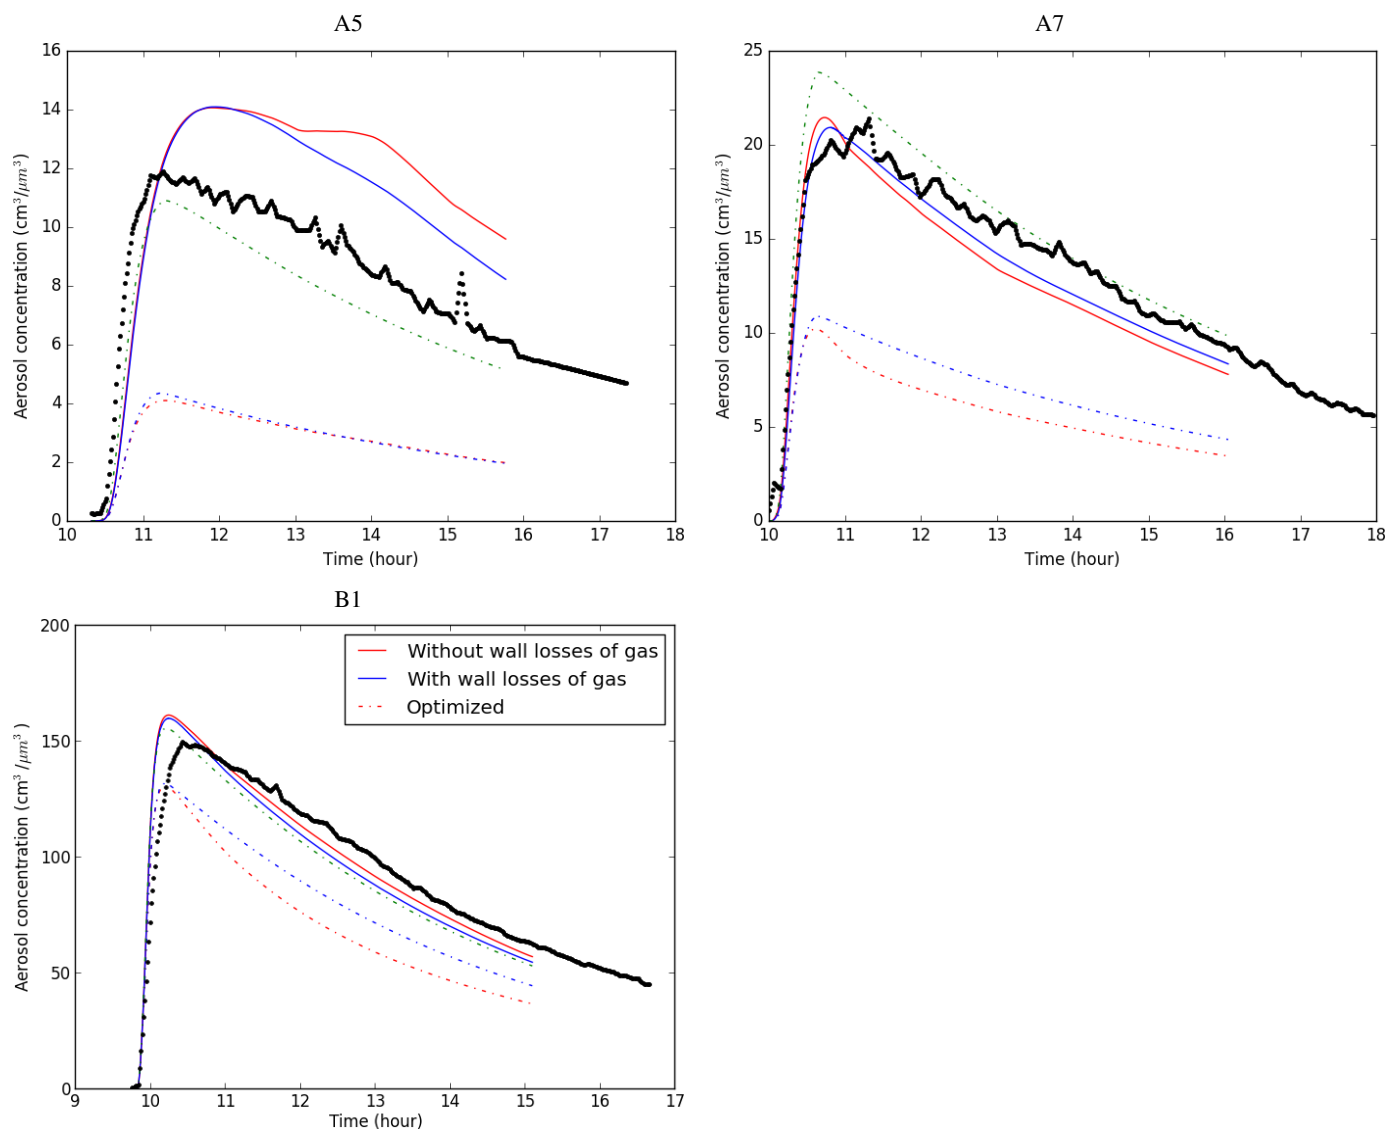 A5
16
14
12
10
8
6
4
2
0
Aerosol concentration (cm³/μm³)
10 11 12 13 14 15 16 17 18
Time (hour)
A7
25
20
15
10
5
0
Aerosol concentration (cm³/μm³)
10 11 12 13 14 15 16 17 18
Time (hour)
B1
200
150
100
50
0
Aerosol concentration (cm³/μm³)
Without wall losses of gas
With wall losses of gas
Optimized
9 10 11 12 13 14 15 16 17
Time (hour)